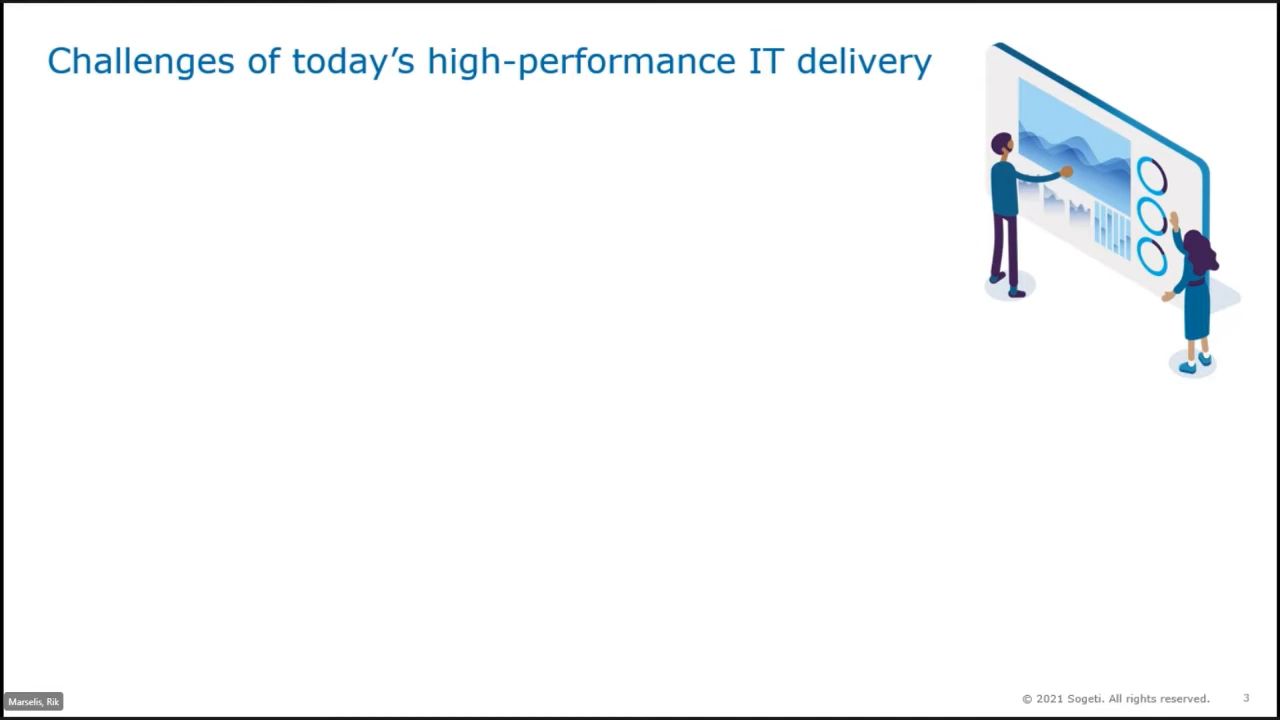 Challenges of today’s high-performance IT delivery
Marselis, Rik
© 2021 Sogeti. All rights reserved.
3